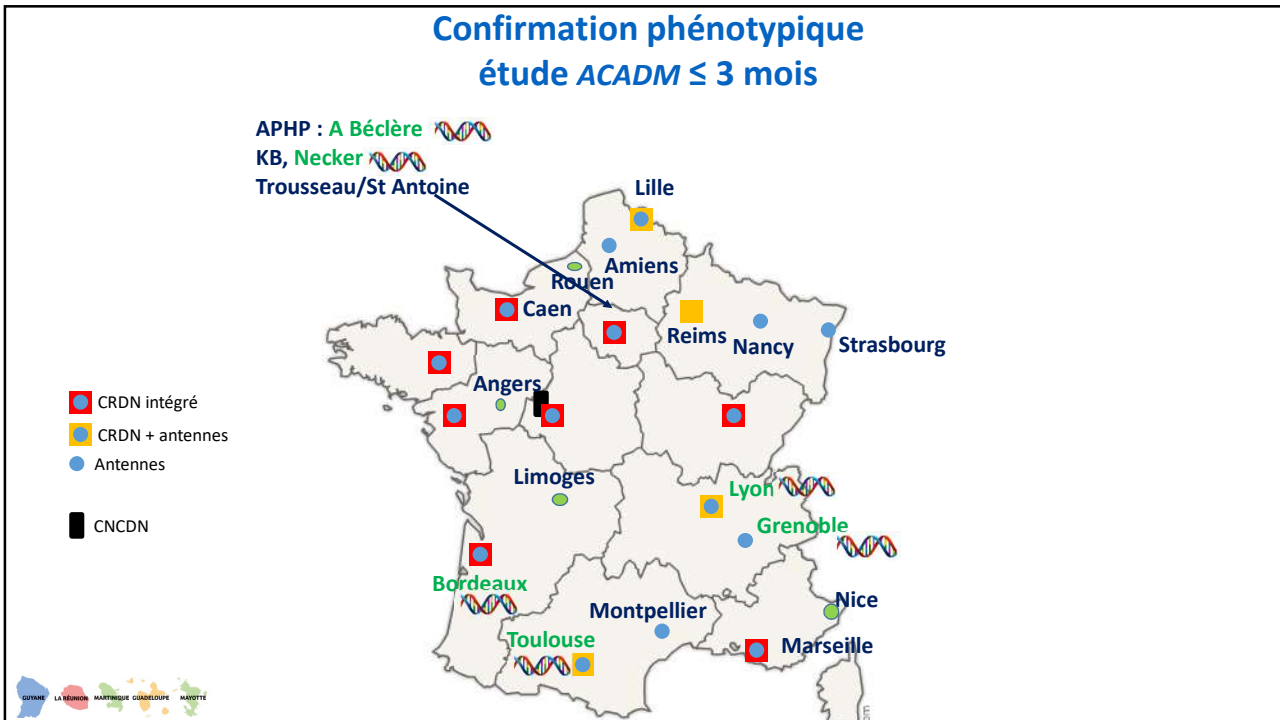 Confirmation phénotypique
étude ACADM ≤ 3 mois
APHP : A Béclère
KB, Necker
Trousseau/St Antoine
Lille
Amiens
Rouen
Caen
Reims
Nancy
Strasbourg
Angers
CRDN intégré
CRDN + antennes
Antennes
CNCDN
Limoges
Lyon
Grenoble
Bordeaux
Montpellier
Nice
Toulouse
Marseille
GUYANE
LA RÉUNION
MARTINIQUE
GUADELOUPE
MAYOTTE
om